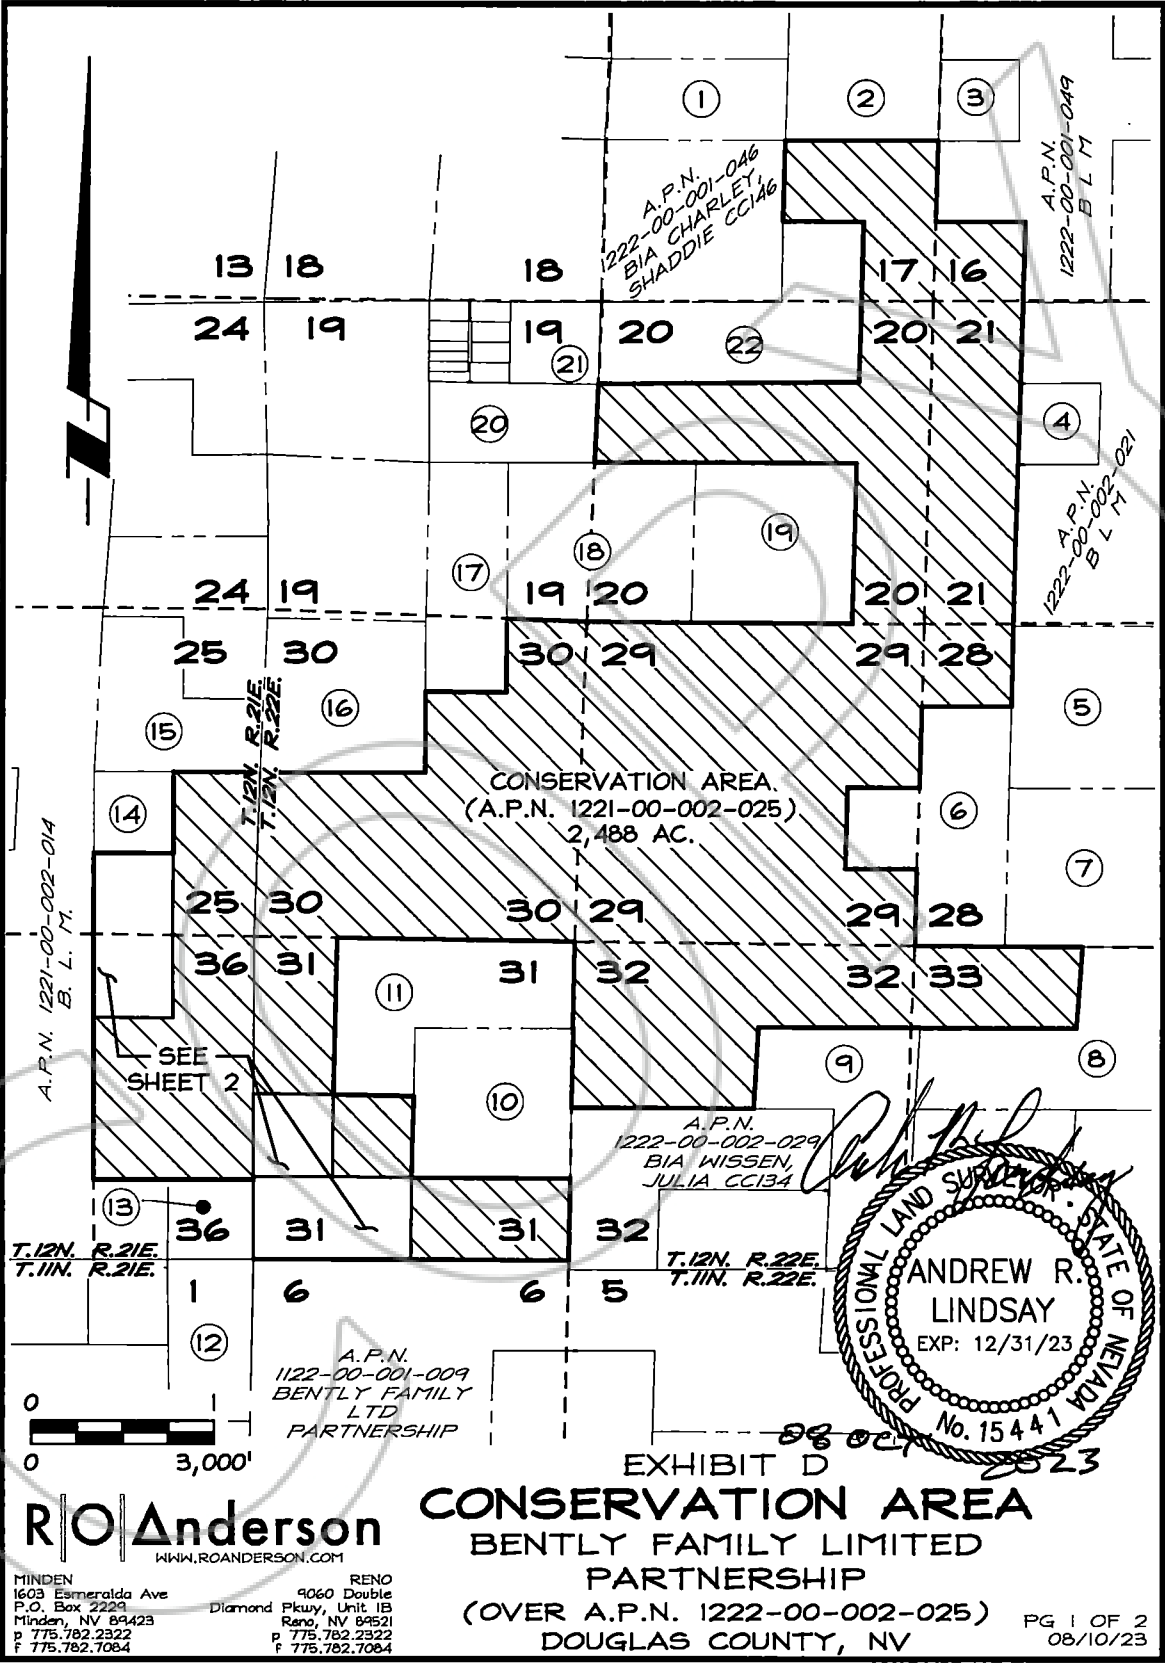 1 2 3
A.P.N.
1222-00-001-046
BIA CHARLEY,
SHADDIE CC146
A.P.N.
1222-00-001-049
B L M
13 18 18 17 16
24 19 19 20 20 21
21 22
20 4
A.P.N.
1222-00-002-021
B L M
17 18 19
24 19 19 20 20 21
25 30 30 29 29 28
T.12N. R.21E.
T.12N. R.22E.
15 16 5
CONSERVATION AREA
(A.P.N. 1221-00-002-025)
2,488 AC.
14 6
7
A.P.N. 1221-00-002-014
B. L. M.
25 30 30 29 29 28
36 31 31 32 32 33
11
SEE
SHEET 2
9 8
10
A.P.N.
1222-00-002-029
BIA WISSEN,
JULIA CC134
13
36 31 31 32
T.12N. R.21E.
T.11N. R.21E.
T.12N. R.22E.
T.11N. R.22E.
1 6 6 5
12
A.P.N.
1122-00-001-009
BENTLY FAMILY
LTD
PARTNERSHIP
PROFESSIONAL LAND SURVEYOR · STATE OF NEVADA
ANDREW R.
LINDSAY
EXP: 12/31/23
No. 15441
08 OCT 2023
0 1
0 3,000'
EXHIBIT D
CONSERVATION AREA
BENTLY FAMILY LIMITED
PARTNERSHIP
(OVER A.P.N. 1222-00-002-025)
DOUGLAS COUNTY, NV
PG 1 OF 2
08/10/23
R|O|Anderson
WWW.ROANDERSON.COM
MINDEN
1603 Esmeralda Ave
P.O. Box 2229
Minden, NV 89423
p 775.782.2322
f 775.782.7084
RENO
9060 Double
Diamond Pkwy, Unit 1B
Reno, NV 89521
p 775.782.2322
f 775.782.7084